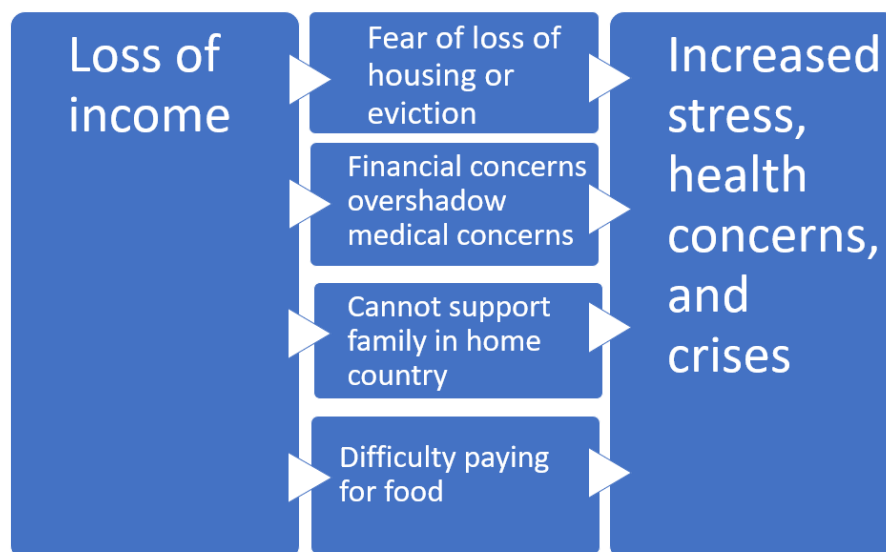 Loss of
income
Fear of loss of
housing or
eviction
Financial concerns
overshadow
medical concerns
Cannot support
family in home
country
Difficulty paying
for food
Increased
stress,
health
concerns,
and
crises